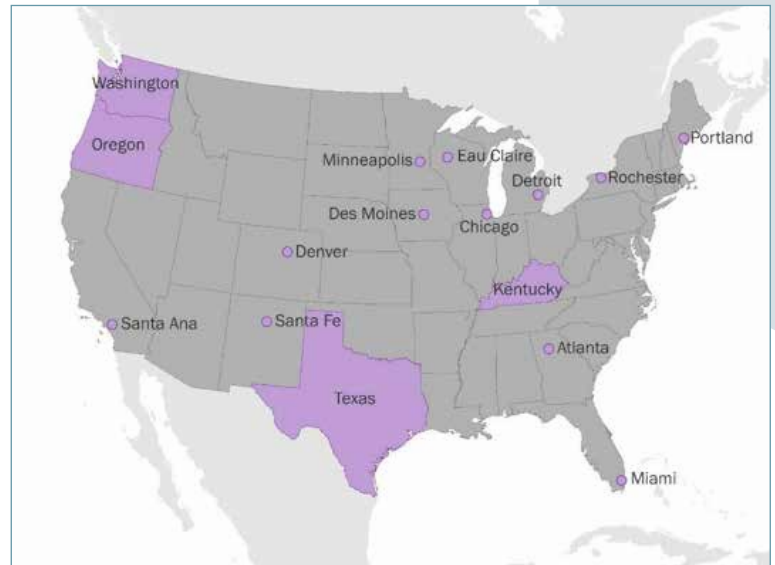 Washington
Oregon
Portland
Minneapolis
Eau Claire
Detroit
Rochester
Des Moines
Chicago
Denver
Kentucky
Santa Ana
Santa Fe
Atlanta
Texas
Miami